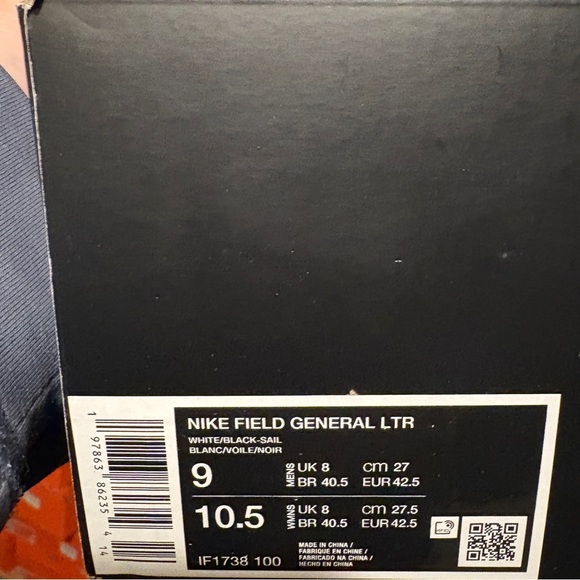 NIKE FIELD GENERAL LTR
WHITE/BLACK-SAIL
BLANC/VOILE/NOIR
9 MENS UK 8 cm 27
BR 40.5 EUR 42.5
10.5 WMNS UK 8 cm 27.5
BR 40.5 EUR 42.5
MADE IN CHINA /
FABRIQUE EN CHINE /
FABRICADO NA CHINA /
HECHO EN CHINA
IF1738 100
1 97863 86235 4 14